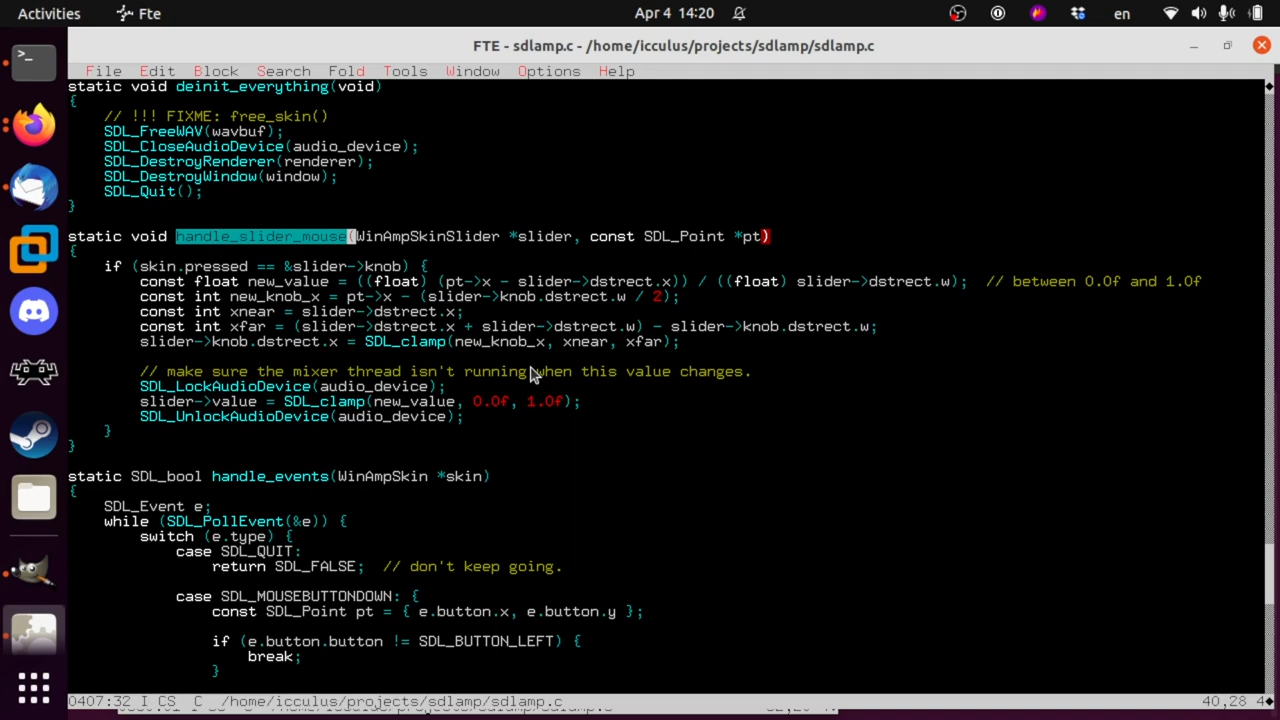 Activities
Fte
Apr 4 14:20
en
FTE - sdlamp.c - /home/icculus/projects/sdlamp/sdlamp.c
File Edit Block Search Fold Tools Window Options Help
static void deinit_everything(void)
{
    // !!! FIXME: free_skin()
    SDL_FreeWAV(wavbuf);
    SDL_CloseAudioDevice(audio_device);
    SDL_DestroyRenderer(renderer);
    SDL_DestroyWindow(window);
    SDL_Quit();
}
static void handle_slider_mouse(WinAmpSkinSlider *slider, const SDL_Point *pt)
{
    if (skin.pressed == &slider->knob) {
        const float new_value = ((float) (pt->x - slider->dstrect.x)) / ((float) slider->dstrect.w);  // between 0.0f and 1.0f
        const int new_knob_x = pt->x - (slider->knob.dstrect.w / 2);
        const int xnear = slider->dstrect.x;
        const int xfar = (slider->dstrect.x + slider->dstrect.w) - slider->knob.dstrect.w;
        slider->knob.dstrect.x = SDL_clamp(new_knob_x, xnear, xfar);
        // make sure the mixer thread isn't running when this value changes.
        SDL_LockAudioDevice(audio_device);
        slider->value = SDL_clamp(new_value, 0.0f, 1.0f);
        SDL_UnlockAudioDevice(audio_device);
    }
}
static SDL_bool handle_events(WinAmpSkin *skin)
{
    SDL_Event e;
    while (SDL_PollEvent(&e)) {
        switch (e.type) {
            case SDL_QUIT:
                return SDL_FALSE;  // don't keep going.
            case SDL_MOUSEBUTTONDOWN: {
                const SDL_Point pt = { e.button.x, e.button.y };
                if (e.button.button != SDL_BUTTON_LEFT) {
                    break;
                }
0407:32 I CS  C  /home/icculus/projects/sdlamp/sdlamp.c
40,28 4